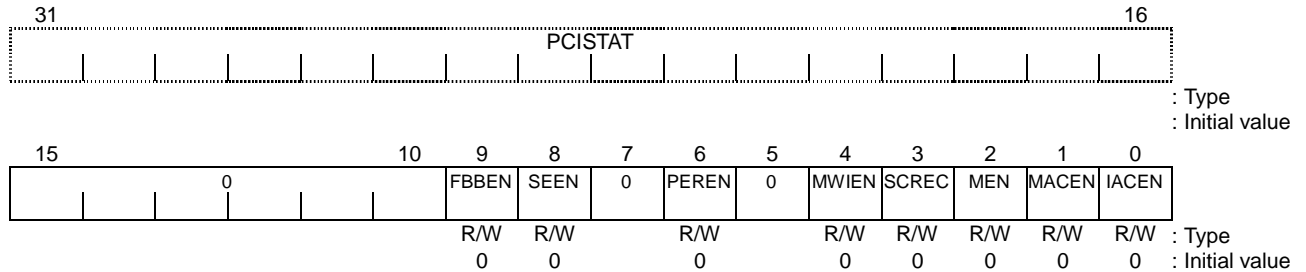 31 16
PCISTAT
: Type
: Initial value
15 10 9 8 7 6 5 4 3 2 1 0
0 FBBEN SEEN 0 PEREN 0 MWIEN SCREC MEN MACEN IACEN
R/W R/W R/W R/W R/W R/W R/W R/W : Type
0 0 0 0 0 0 0 0 : Initial value